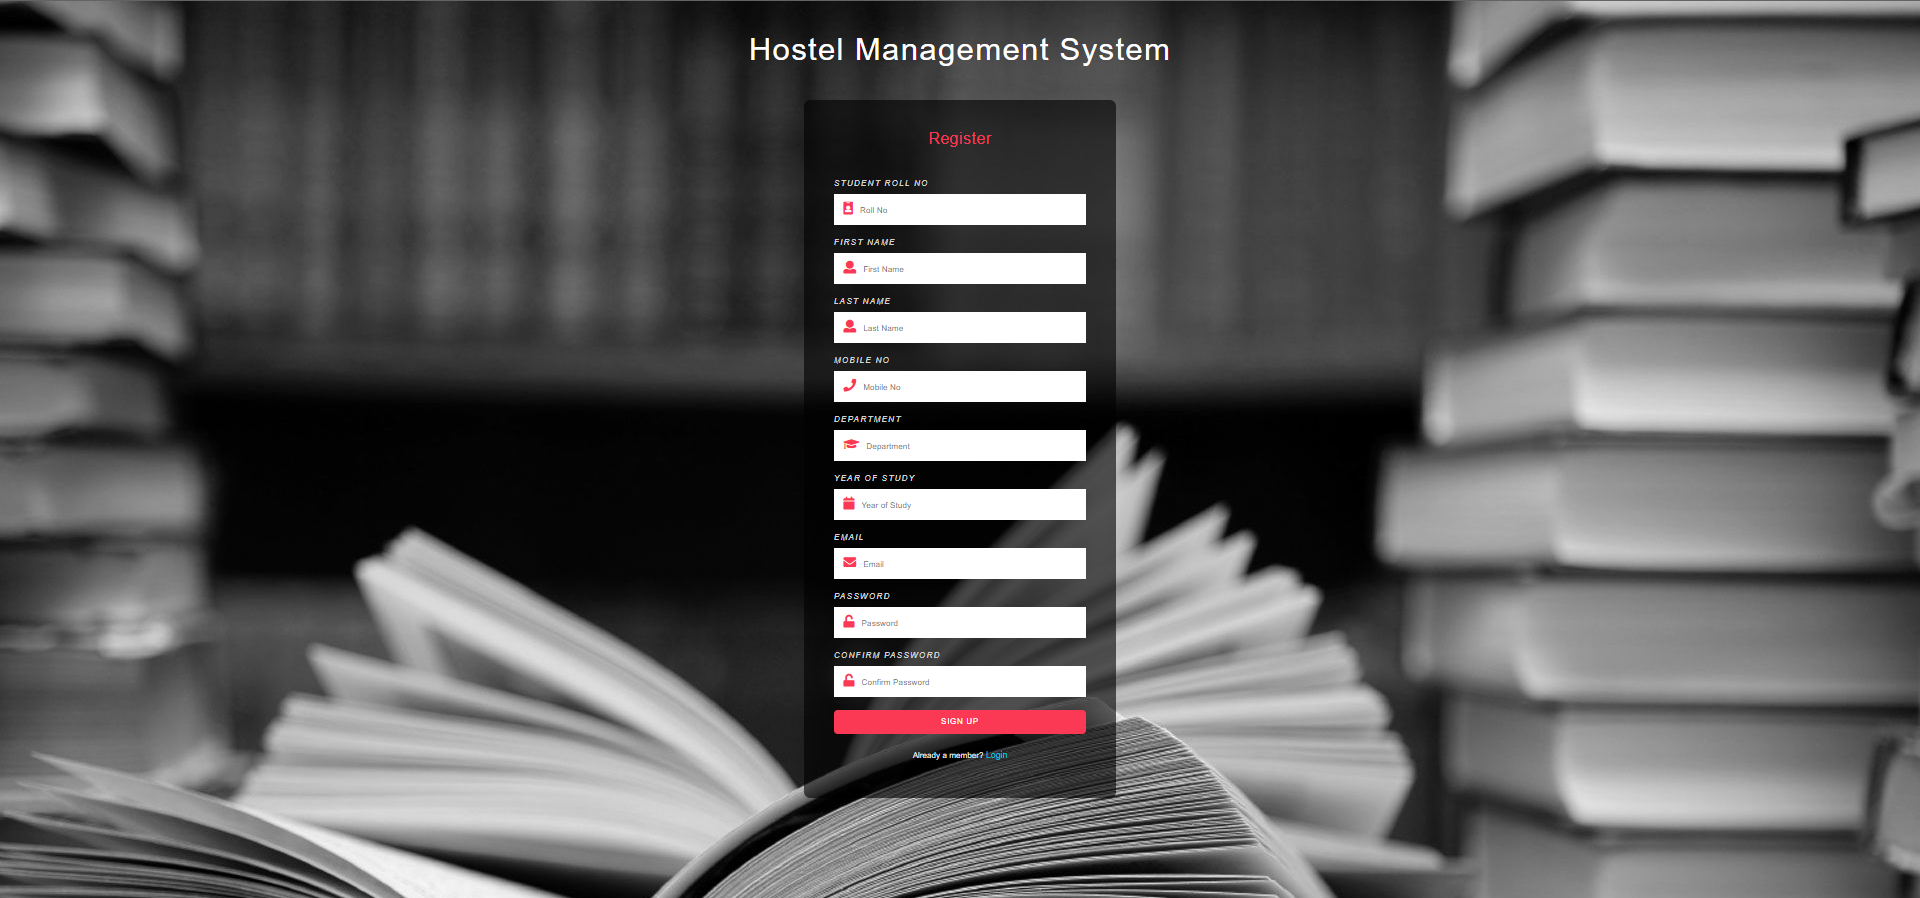 Hostel Management System
Register
STUDENT ROLL NO
Roll No
FIRST NAME
First Name
LAST NAME
Last Name
MOBILE NO
Mobile No
DEPARTMENT
Department
YEAR OF STUDY
Year of Study
EMAIL
Email
PASSWORD
Password
CONFIRM PASSWORD
Confirm Password
SIGN UP
Already a member? Login